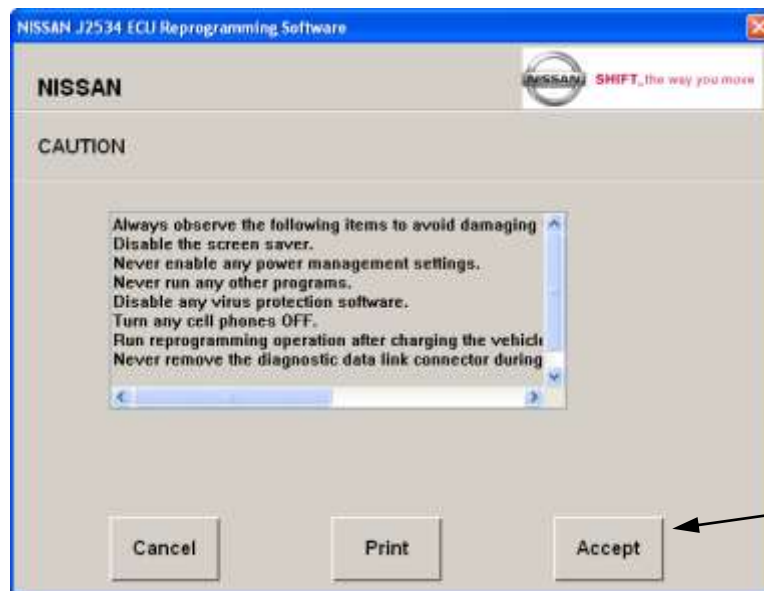 NISSAN J2534 ECU Reprogramming Software
NISSAN
NISSAN SHIFT_the way you move
CAUTION
Always observe the following items to avoid damaging
Disable the screen saver.
Never enable any power management settings.
Never run any other programs.
Disable any virus protection software.
Turn any cell phones OFF.
Run reprogramming operation after charging the vehicle
Never remove the diagnostic data link connector during
Cancel Print Accept